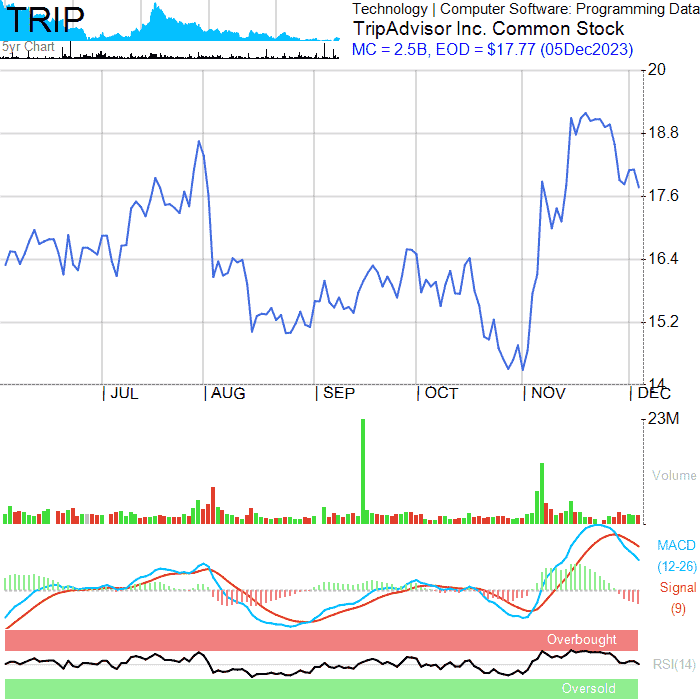 TRIP
5yr Chart
Technology | Computer Software: Programming Data
TripAdvisor Inc. Common Stock
MC = 2.5B, EOD = $17.77 (05Dec2023)
20
18.8
17.6
16.4
15.2
14
| JUL | AUG | SEP | OCT | NOV | DEC
23M
Volume
MACD
(12-26)
Signal
(9)
Overbought
RSI(14)
Oversold